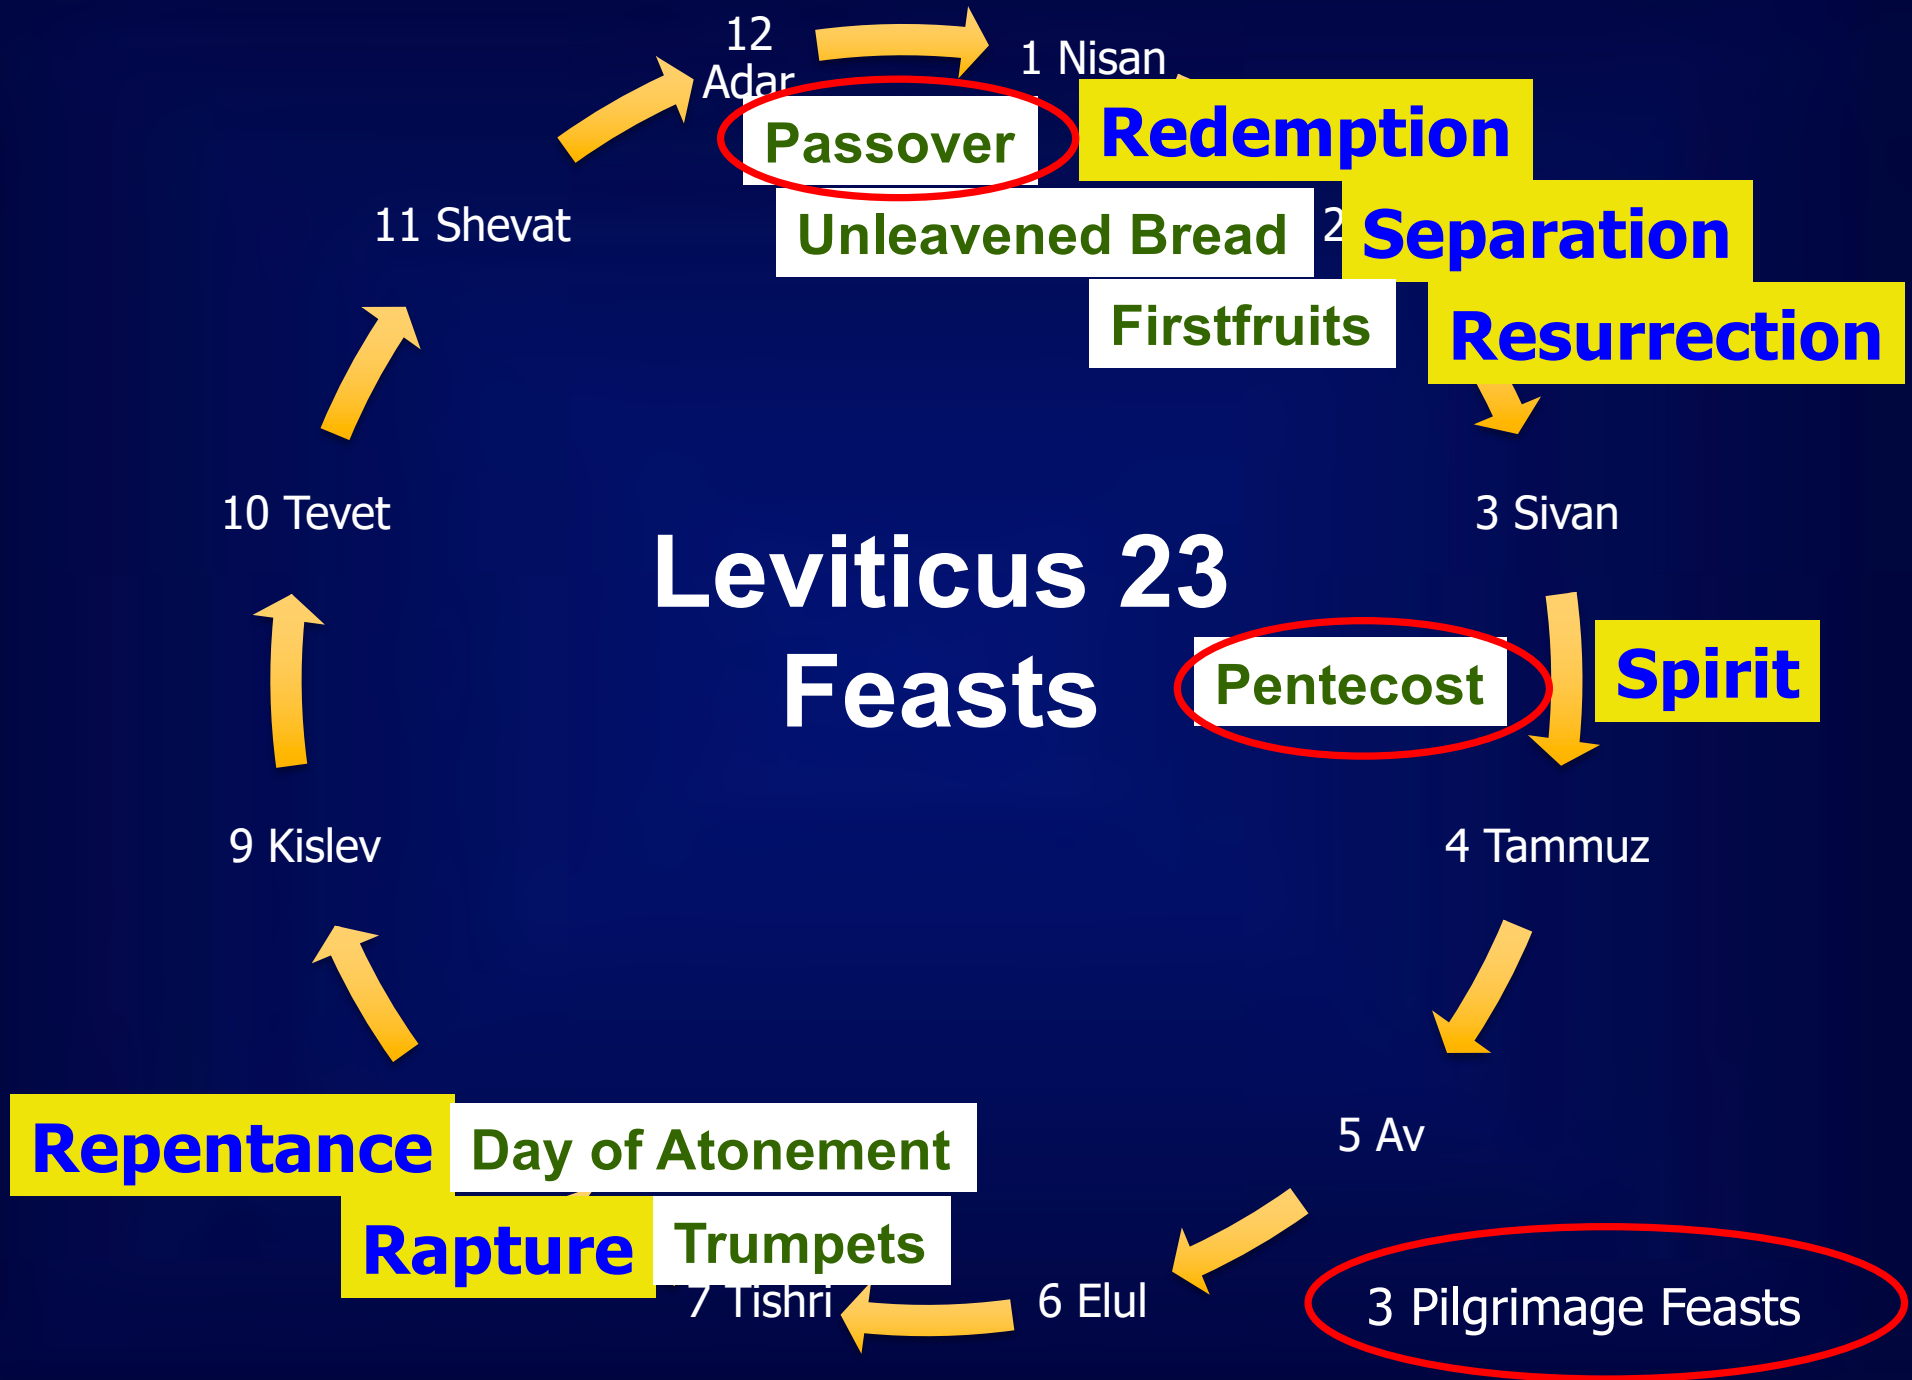 12
Adar
1 Nisan
Passover
Redemption
Unleavened Bread
2
Separation
Firstfruits
Resurrection
11 Shevat
10 Tevet
3 Sivan
Leviticus 23
Feasts
Pentecost
Spirit
9 Kislev
4 Tammuz
5 Av
Repentance
Day of Atonement
Rapture
Trumpets
7 Tishri
6 Elul
3 Pilgrimage Feasts